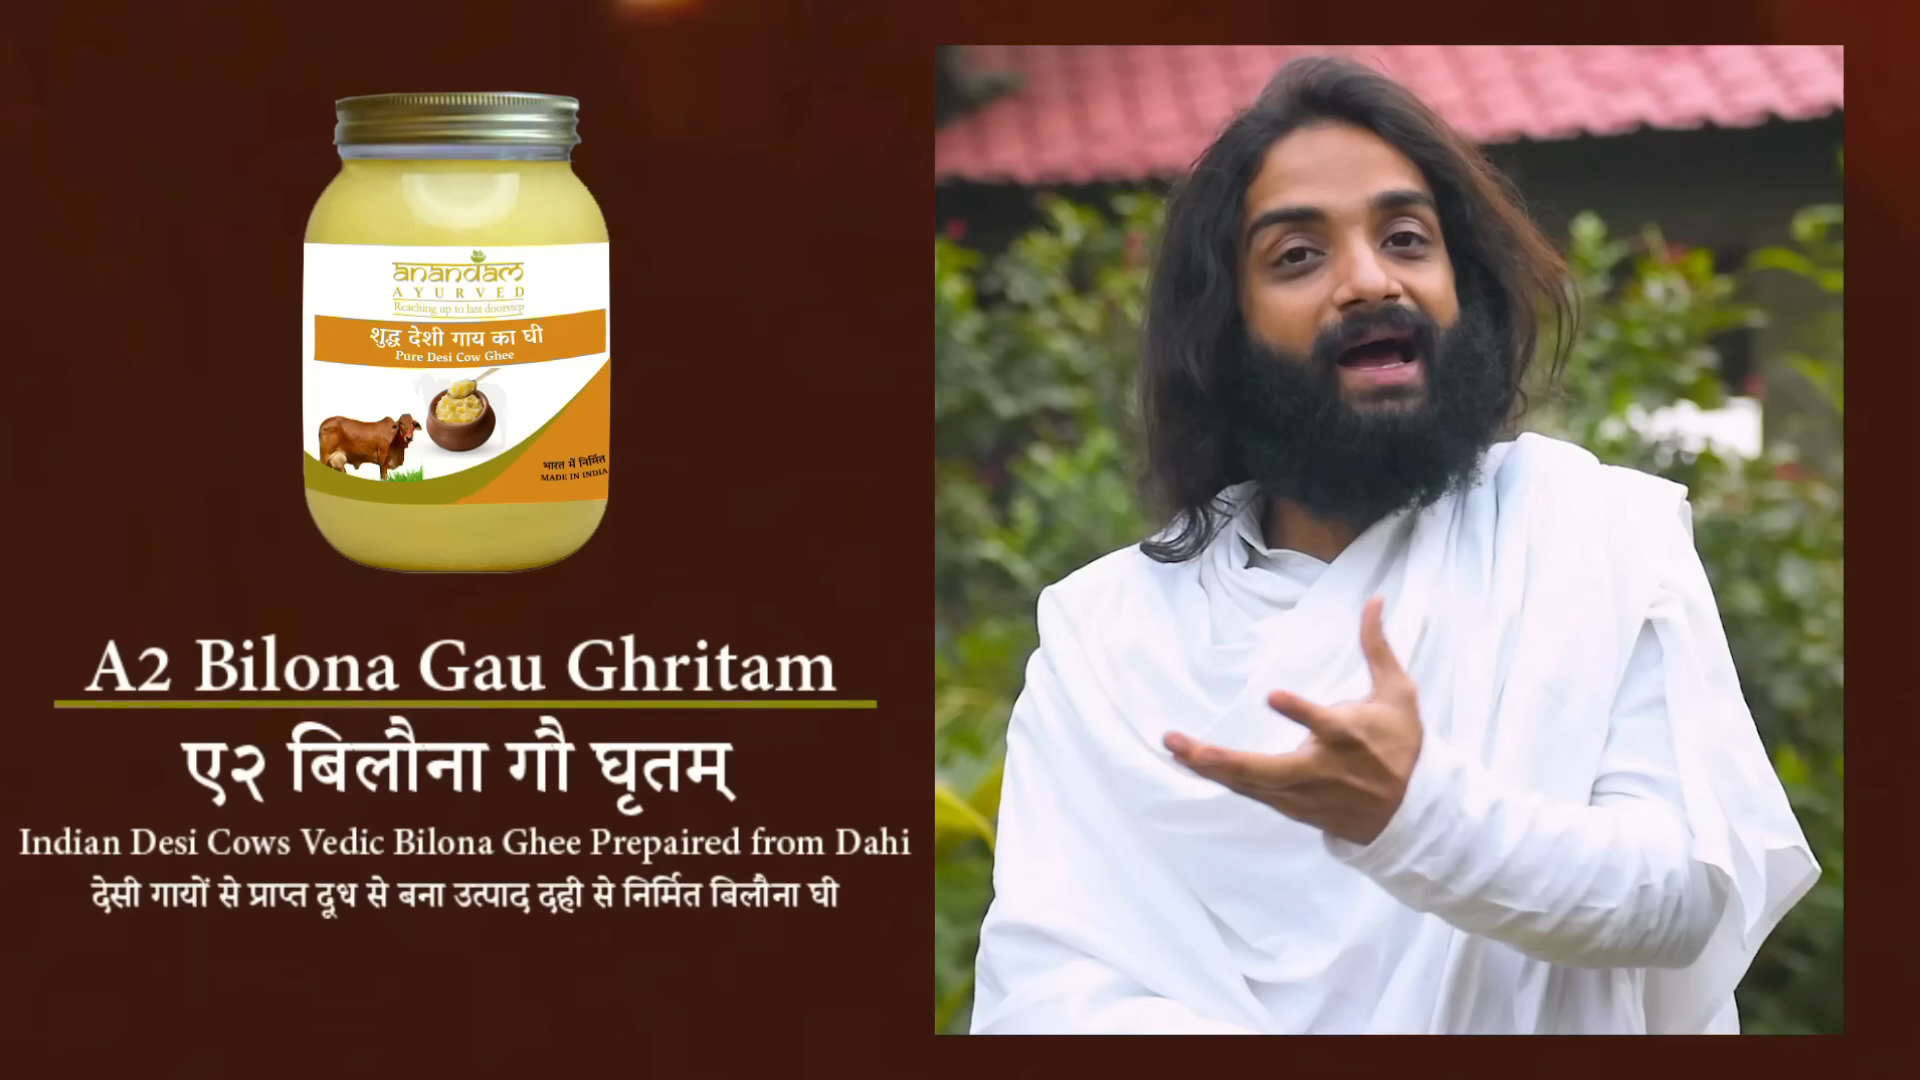 anandam
AYURVED
Reaching up to last doorstep
शुद्ध देशी गाय का घी
Pure Desi Cow Ghee
भारत में निर्मित
MADE IN INDIA
A2 Bilona Gau Ghritam
ए२ बिलौना गौ घृतम्
Indian Desi Cows Vedic Bilona Ghee Prepaired from Dahi
देसी गायों से प्राप्त दूध से बना उत्पाद दही से निर्मित बिलौना घी